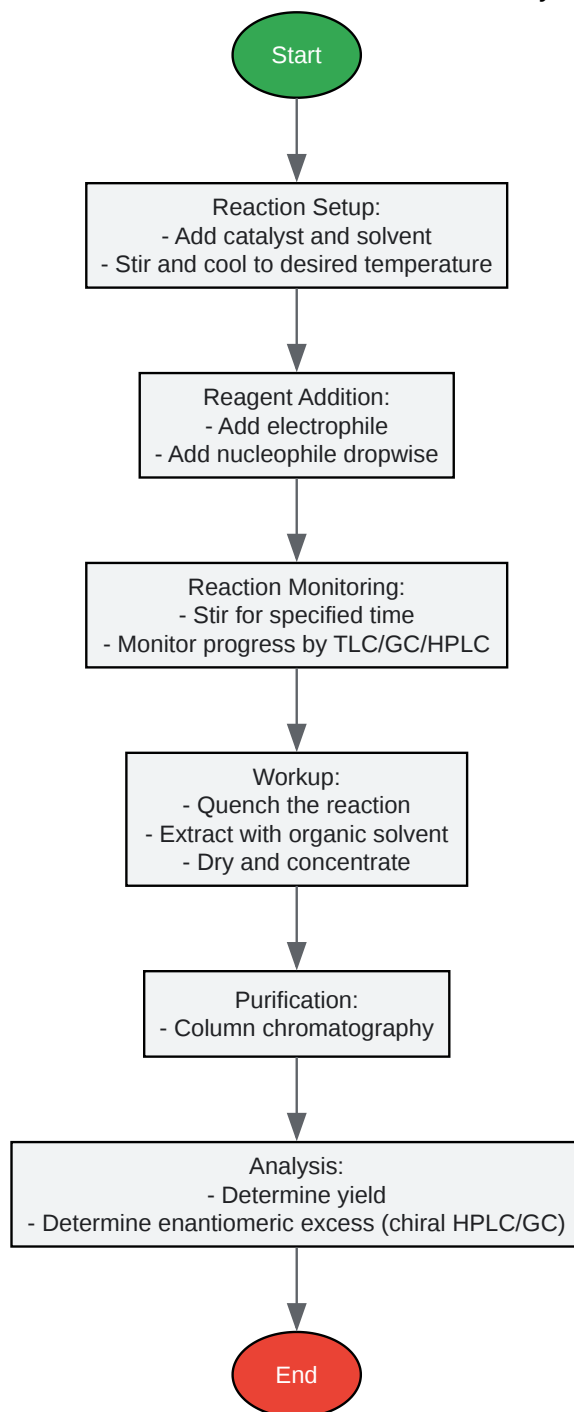 Start
Reaction Setup:
- Add catalyst and solvent
- Stir and cool to desired temperature
Reagent Addition:
- Add electrophile
- Add nucleophile dropwise
Reaction Monitoring:
- Stir for specified time
- Monitor progress by TLC/GC/HPLC
Workup:
- Quench the reaction
- Extract with organic solvent
- Dry and concentrate
Purification:
- Column chromatography
Analysis:
- Determine yield
- Determine enantiomeric excess (chiral HPLC/GC)
End